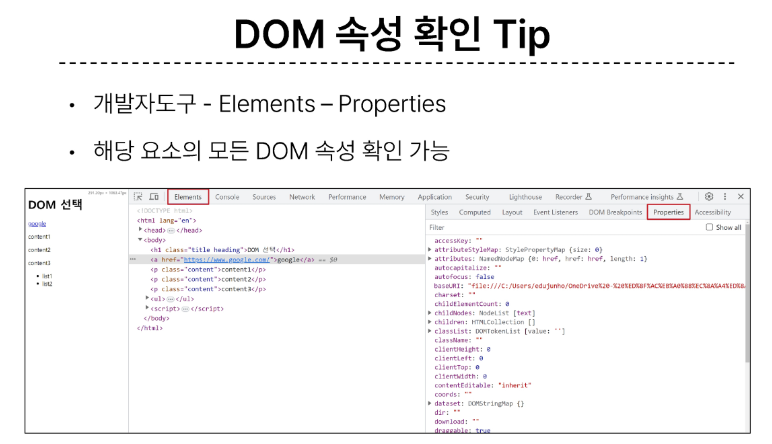 DOM 속성 확인 Tip
• 개발자도구 - Elements – Properties
• 해당 요소의 모든 DOM 속성 확인 가능
Elements Console Sources Network Performance Memory Application Security Lighthouse Recorder Performance insights
DOM 선택
google
content1
content2
content3
• list1
• list2
<!DOCTYPE html>
<html lang="en">
<head>…</head>
<body>
<h1 class="title heading">DOM 선택</h1>
<a href="https://www.google.com/">google</a> == $0
<p class="content">content1</p>
<p class="content">content2</p>
<p class="content">content3</p>
<ul>…</ul>
<script>…</script>
</body>
</html>
Styles Computed Layout Event Listeners DOM Breakpoints Properties Accessibility
Filter Show all
accessKey: ""
attributeStyleMap: StylePropertyMap {size: 0}
attributes: NamedNodeMap {0: href, href: href, length: 1}
autocapitalize: ""
autofocus: false
baseURI: "file:///C:/Users/edujunho/OneDrive%20
charset: ""
childElementCount: 0
childNodes: NodeList [text]
children: HTMLCollection []
classList: DOMTokenList [value: '']
className: ""
clientHeight: 0
clientLeft: 0
clientTop: 0
clientWidth: 0
contentEditable: "inherit"
coords: ""
dataset: DOMStringMap {}
dir: ""
download: ""
draggable: true